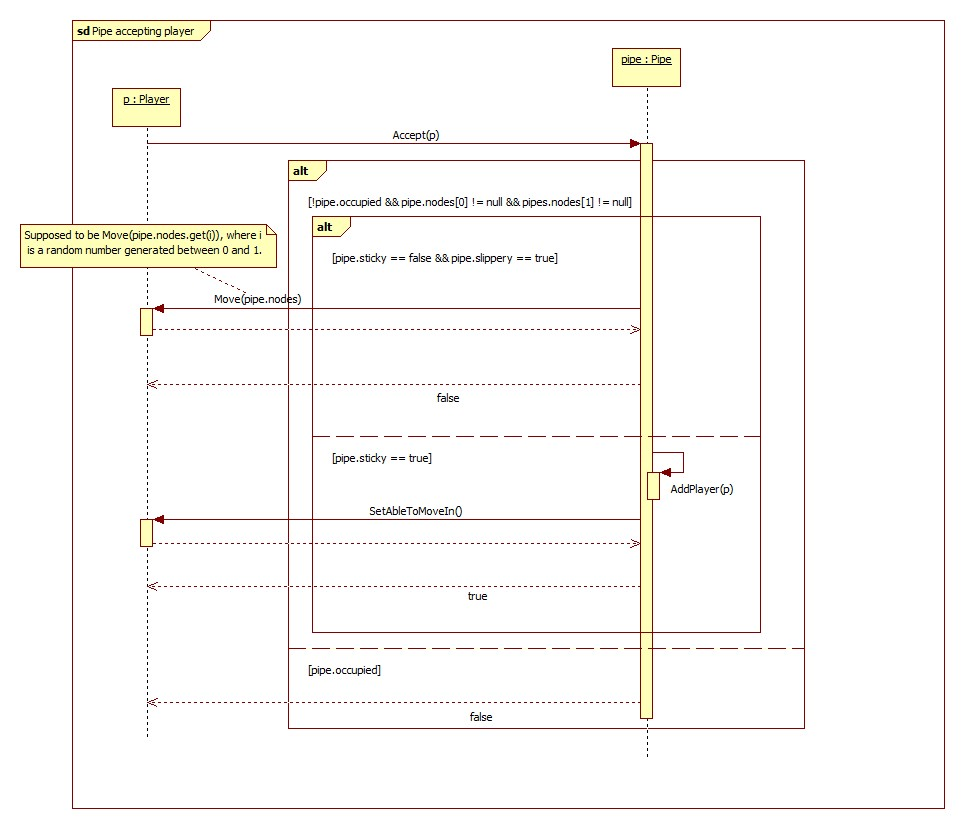 sd Pipe accepting player
pipe : Pipe
p : Player
Accept(p)
alt
[!pipe.occupied && pipe.nodes[0] != null && pipes.nodes[1] != null]
alt
Supposed to be Move(pipe.nodes.get(i)), where i
is a random number generated between 0 and 1.
[pipe.sticky == false && pipe.slippery == true]
Move(pipe.nodes)
false
[pipe.sticky == true]
AddPlayer(p)
SetAbleToMoveIn()
true
[pipe.occupied]
false